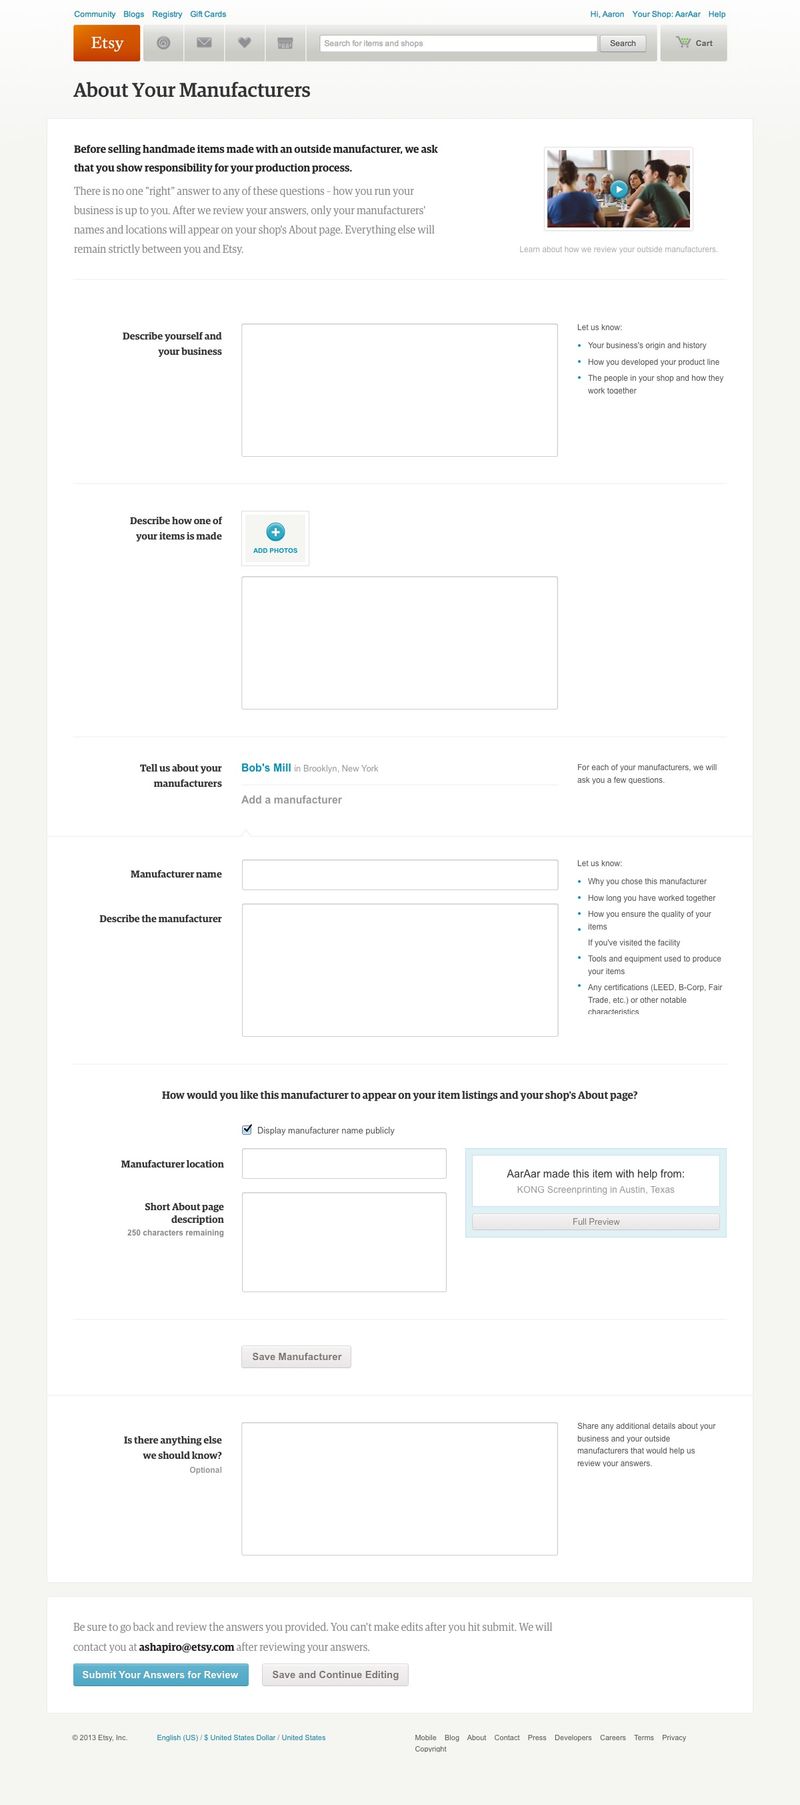 Community Blogs Registry Gift Cards
Hi, Aaron Your Shop: AarAar Help
Etsy
Search for items and shops
Search
Cart
About Your Manufacturers
Before selling handmade items made with an outside manufacturer, we ask
that you show responsibility for your production process.
There is no one "right" answer to any of these questions - how you run your
business is up to you. After we review your answers, only your manufacturers'
names and locations will appear on your shop's About page. Everything else will
remain strictly between you and Etsy.
Learn about how we review your outside manufacturers.
Describe yourself and
your business
Let us know:
• Your business's origin and history
• How you developed your product line
• The people in your shop and how they
work together
Describe how one of
your items is made
ADD PHOTOS
Tell us about your
manufacturers
Bob's Mill in Brooklyn, New York
Add a manufacturer
For each of your manufacturers, we will
ask you a few questions.
Manufacturer name
Describe the manufacturer
Let us know:
• Why you chose this manufacturer
• How long you have worked together
• How you ensure the quality of your
items
• If you've visited the facility
• Tools and equipment used to produce
your items
• Any certifications (LEED, B-Corp, Fair
Trade, etc.) or other notable
characteristics
How would you like this manufacturer to appear on your item listings and your shop's About page?
Display manufacturer name publicly
Manufacturer location
Short About page
description
250 characters remaining
AarAar made this item with help from:
KONG Screenprinting in Austin, Texas
Full Preview
Save Manufacturer
Is there anything else
we should know?
Optional
Share any additional details about your
business and your outside
manufacturers that would help us
review your answers.
Be sure to go back and review the answers you provided. You can't make edits after you hit submit. We will
contact you at ashapiro@etsy.com after reviewing your answers.
Submit Your Answers for Review
Save and Continue Editing
© 2013 Etsy, Inc.
English (US) / $ United States Dollar / United States
Mobile Blog About Contact Press Developers Careers Terms Privacy
Copyright